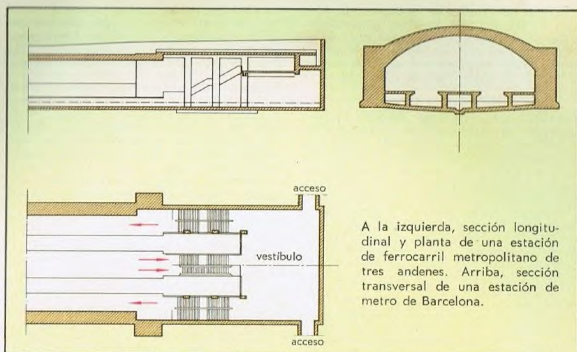 acceso
vestíbulo
acceso
A la izquierda, sección longitu-
dinal y planta de una estación
de ferrocarril metropolitano de
tres andenes. Arriba, sección
transversal de una estación de
metro de Barcelona.